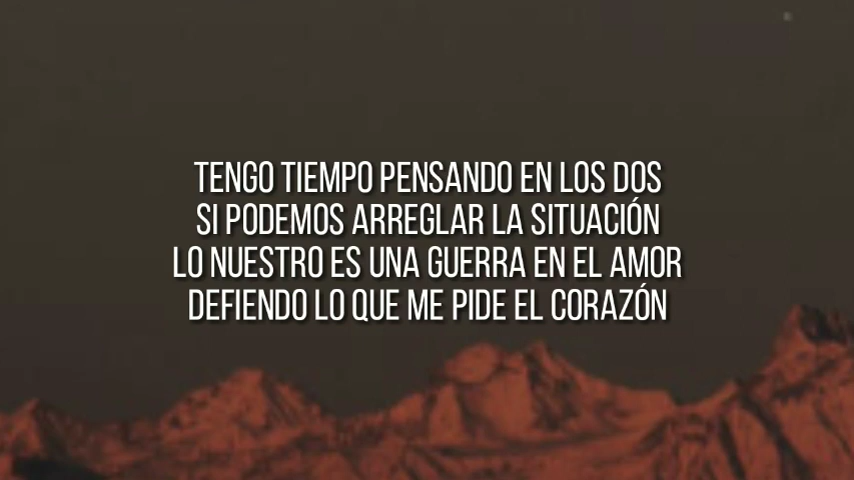 TENGO TIEMPO PENSANDO EN LOS DOS
SI PODEMOS ARREGLAR LA SITUACIÓN
LO NUESTRO ES UNA GUERRA EN EL AMOR
DEFIENDO LO QUE ME PIDE EL CORAZÓN